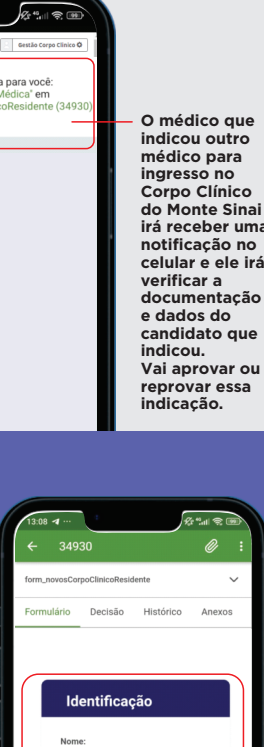 99
Gestão Corpo Clínico
a para você:
Médica" em
coResidente (34930)
O médico que
indicou outro
médico para
ingresso no
Corpo Clínico
do Monte Sinai
irá receber uma
notificação no
celular e ele irá
verificar a
documentação
e dados do
candidato que
indicou.
Vai aprovar ou
reprovar essa
indicação.
13:08
34930
form_novosCorpoClinicoResidente
Formulário Decisão Histórico Anexos
Identificação
Nome: